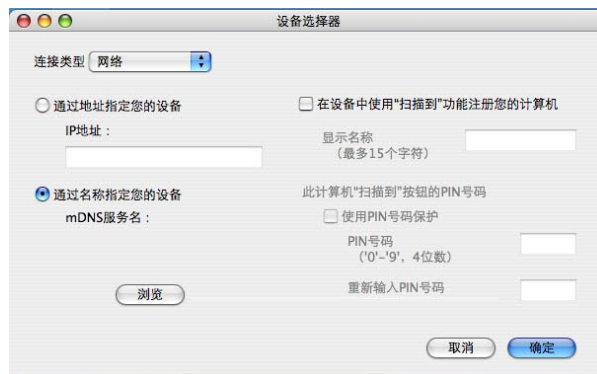 设备选择器
连接类型 网络
通过地址指定您的设备
IP地址：
通过名称指定您的设备
mDNS服务名：
浏览
在设备中使用“扫描到”功能注册您的计算机
显示名称
（最多15个字符）
此计算机“扫描到”按钮的PIN号码
使用PIN号码保护
PIN号码
（'0'-'9'，4位数）
重新输入PIN号码
取消 确定